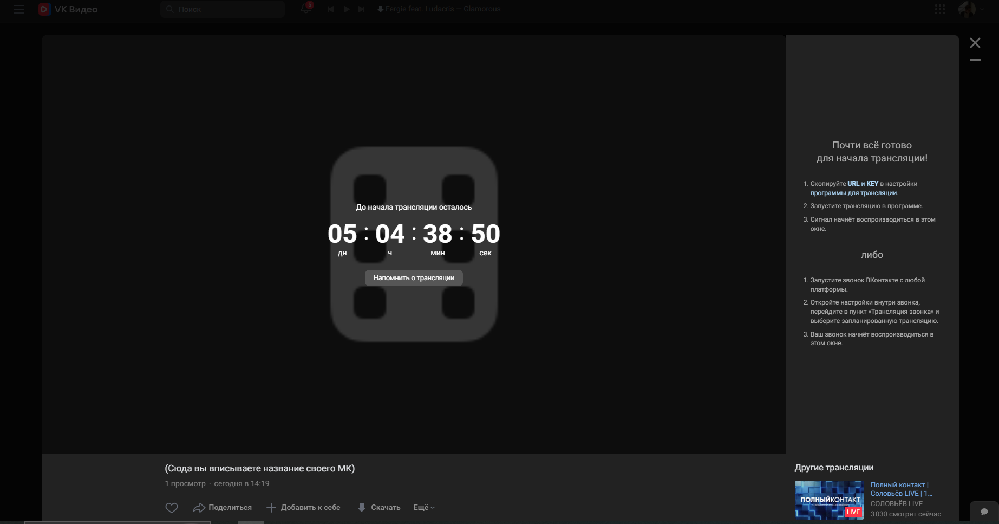 VK Видео
Поиск
5
Fergie feat. Ludacris — Glamorous
До начала трансляции осталось
05 : 04 : 38 : 50
дн ч мин сек
Напомнить о трансляции
Почти всё готово
для начала трансляции!
1. Скопируйте URL и KEY в настройки
программы для трансляции.
2. Запустите трансляцию в программе.
3. Сигнал начнёт воспроизводиться в этом
окне.
либо
1. Запустите звонок ВКонтакте с любой
платформы.
2. Откройте настройки внутри звонка,
перейдите в пункт «Трансляция звонка» и
выберите запланированную трансляцию.
3. Ваш звонок начнёт воспроизводиться в
этом окне.
(Сюда вы вписываете название своего МК)
1 просмотр · сегодня в 14:19
Поделиться
Добавить к себе
Скачать
Ещё
Другие трансляции
ПОЛНЫЙ КОНТАКТ
LIVE
Полный контакт |
Соловьёв LIVE | 1...
СОЛОВЬЁВ LIVE
3 030 смотрят сейчас